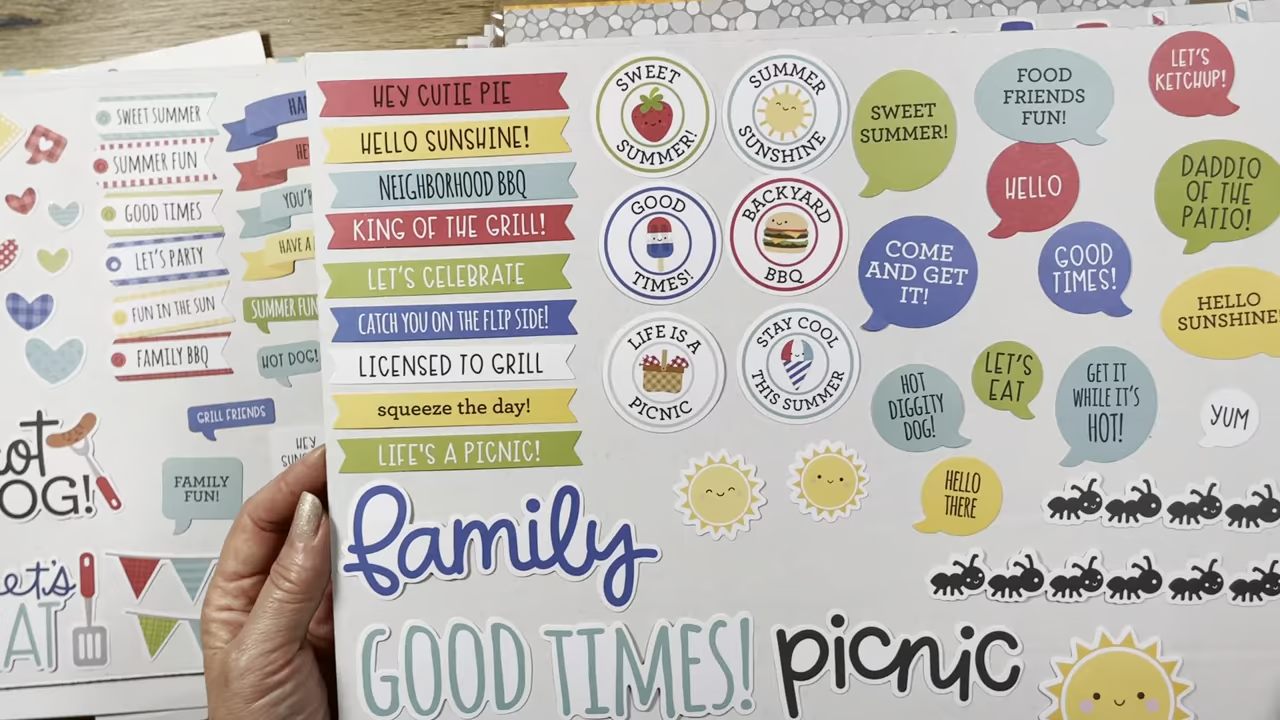 SWEET SUMMER
SUMMER FUN
GOOD TIMES
LET'S PARTY
FUN IN THE SUN
FAMILY BBQ
HAVE A
SUMMER FUN
HOT DOG!
GRILL FRIENDS
HEY
FAMILY
FUN!
HEY CUTIE PIE
HELLO SUNSHINE!
NEIGHBORHOOD BBQ
KING OF THE GRILL!
LET'S CELEBRATE
CATCH YOU ON THE FLIP SIDE!
LICENSED TO GRILL
squeeze the day!
LIFE'S A PICNIC!
family
GOOD TIMES!
picnic
SWEET
SUMMER!
SUMMER
SUNSHINE
GOOD
TIMES!
BACKYARD
BBQ
LIFE IS A
PICNIC
STAY COOL
THIS SUMMER
SWEET
SUMMER!
FOOD
FRIENDS
FUN!
LET'S
KETCHUP!
HELLO
DADDIO
OF THE
PATIO!
COME
AND GET
IT!
GOOD
TIMES!
HELLO
SUNSHINE!
HOT
DIGGITY
DOG!
LET'S
EAT
GET IT
WHILE IT'S
HOT!
YUM
HELLO
THERE